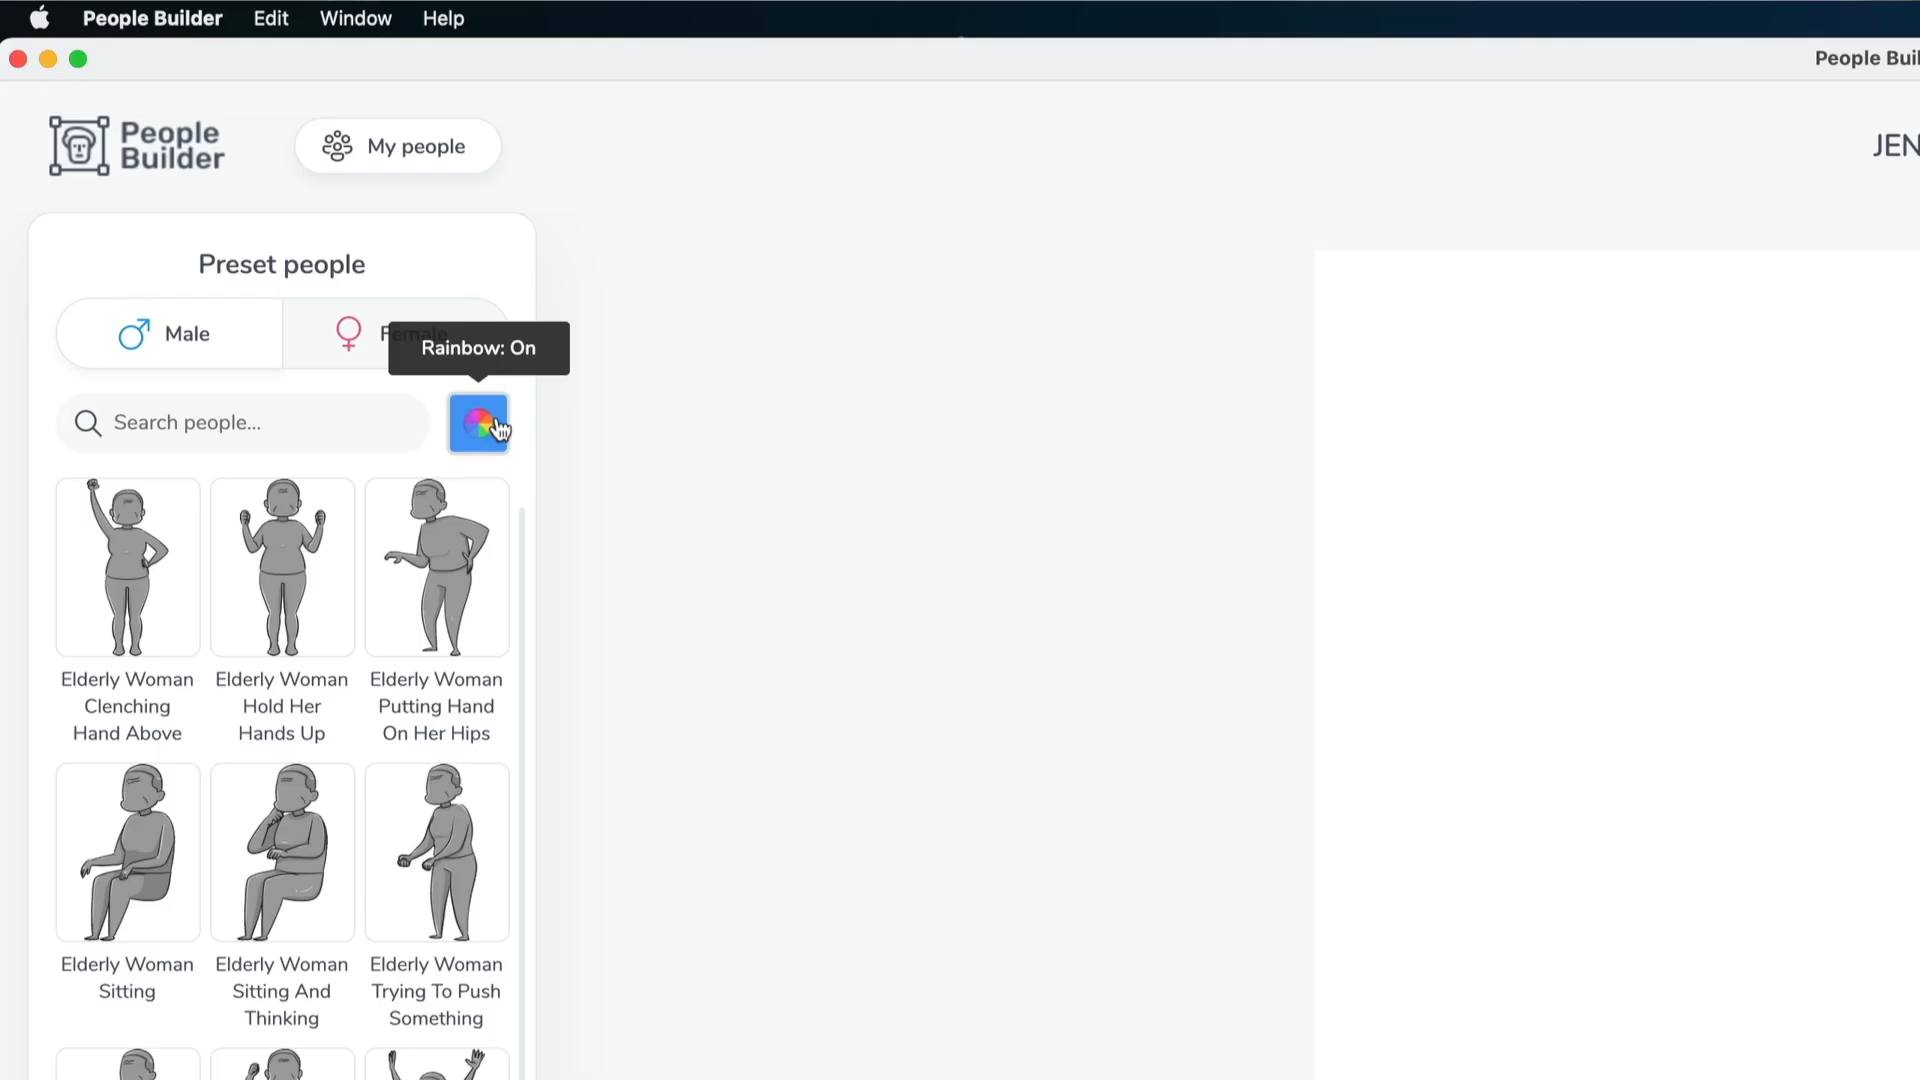 People Builder Edit Window Help
People Buil
People
Builder
My people
JEN
Preset people
Male
Female
Rainbow: On
Search people...
Elderly Woman
Clenching
Hand Above
Elderly Woman
Hold Her
Hands Up
Elderly Woman
Putting Hand
On Her Hips
Elderly Woman
Sitting
Elderly Woman
Sitting And
Thinking
Elderly Woman
Trying To Push
Something